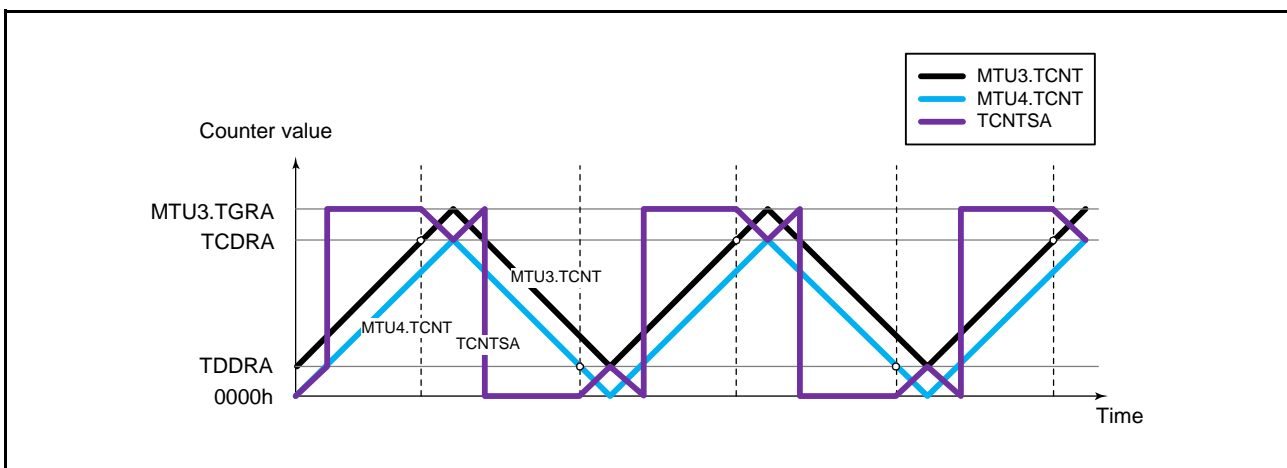 MTU3.TCNT
MTU4.TCNT
TCNTSA
Counter value
MTU3.TGRA
TCDRA
MTU3.TCNT
MTU4.TCNT
TCNTSA
TDDRA
0000h
Time